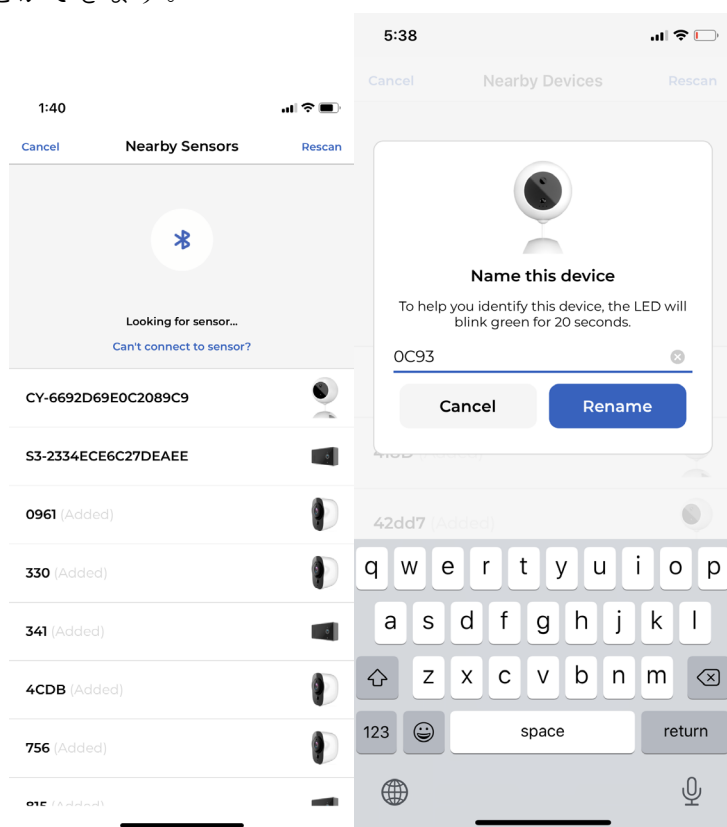 5:38
Cancel Nearby Devices Rescan
1:40
Cancel Nearby Sensors Rescan
Looking for sensor...
Can't connect to sensor?
CY-6692D69E0C2089C9
S3-2334ECE6C27DEAEE
0961 (Added)
330 (Added)
341 (Added)
4CDB (Added)
756 (Added)
815 (Added)
Name this device
To help you identify this device, the LED will
blink green for 20 seconds.
0C93
Cancel Rename
42dd7 (Added)
q w e r t y u i o p
a s d f g h j k l
z x c v b n m
123 space return